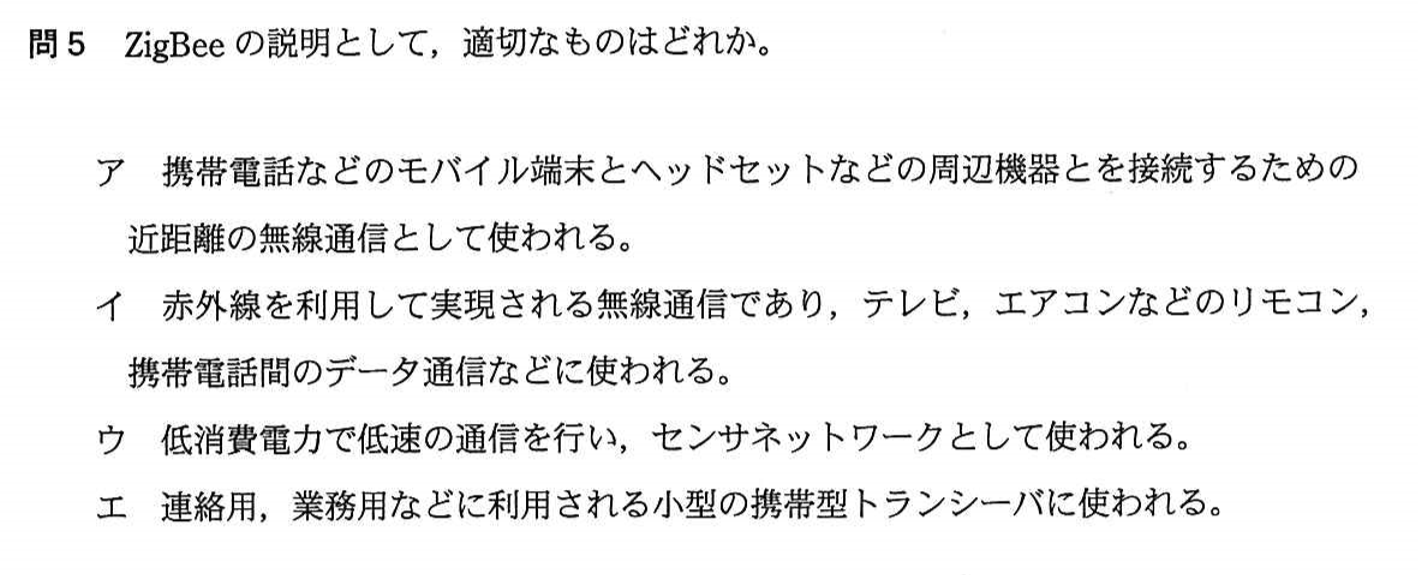 問5 ZigBee の説明として，適切なものはどれか。
ア 携帯電話などのモバイル端末とヘッドセットなどの周辺機器とを接続するための
近距離の無線通信として使われる。
イ 赤外線を利用して実現される無線通信であり，テレビ，エアコンなどのリモコン，
携帯電話間のデータ通信などに使われる。
ウ 低消費電力で低速の通信を行い，センサネットワークとして使われる。
エ 連絡用，業務用などに利用される小型の携帯型トランシーバに使われる。